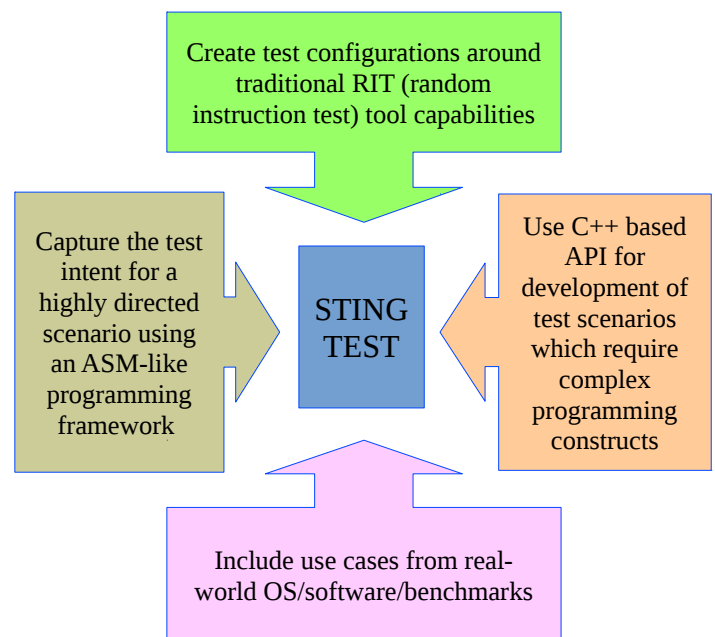 Create test configurations around
traditional RIT (random
instruction test) tool capabilities
Capture the test
intent for a
highly directed
scenario using
an ASM-like
programming
framework
STING
TEST
Use C++ based
API for
development of
test scenarios
which require
complex
programming
constructs
Include use cases from real-
world OS/software/benchmarks